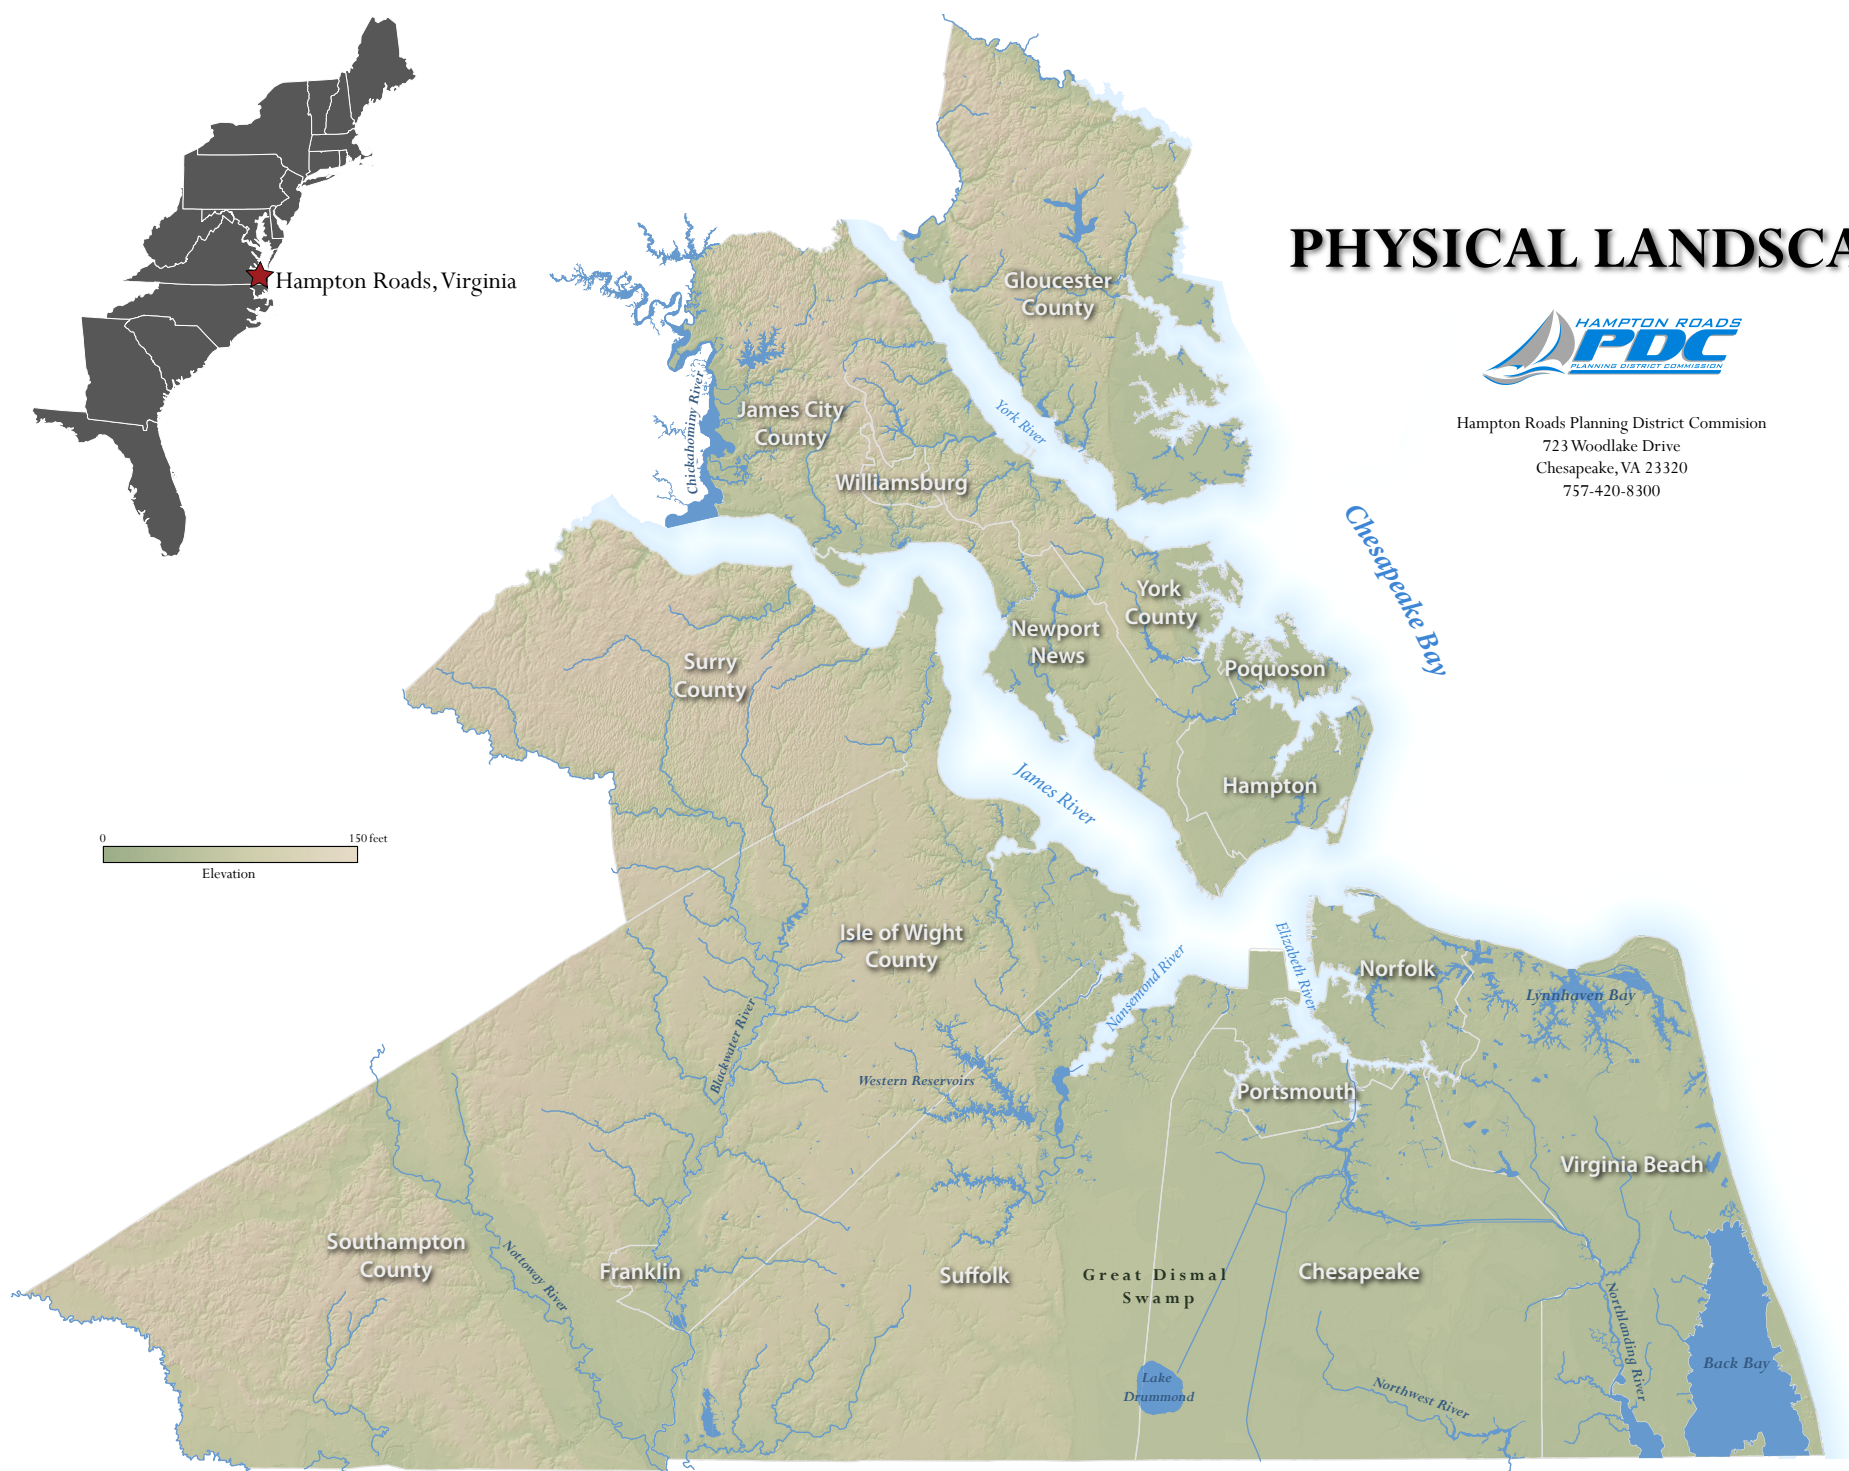 PHYSICAL LANDSCA
Hampton Roads, Virginia
HAMPTON ROADS
PDC
PLANNING DISTRICT COMMISSION
Hampton Roads Planning District Commision
723 Woodlake Drive
Chesapeake, VA 23320
757-420-8300
Gloucester
County
Chickahominy River
James City
County
York River
Williamsburg
Chesapeake Bay
York
County
Newport
News
Surry
County
Poquoson
James River
Hampton
0
150 feet
Elevation
Isle of Wight
County
Nansemond River
Elizabeth River
Norfolk
Lynnhaven Bay
Blackwater River
Western Reservoirs
Portsmouth
Virginia Beach
Southampton
County
Nottoway River
Franklin
Suffolk
Great Dismal
Swamp
Chesapeake
Northlanding River
Back Bay
Lake
Drummond
Northwest River